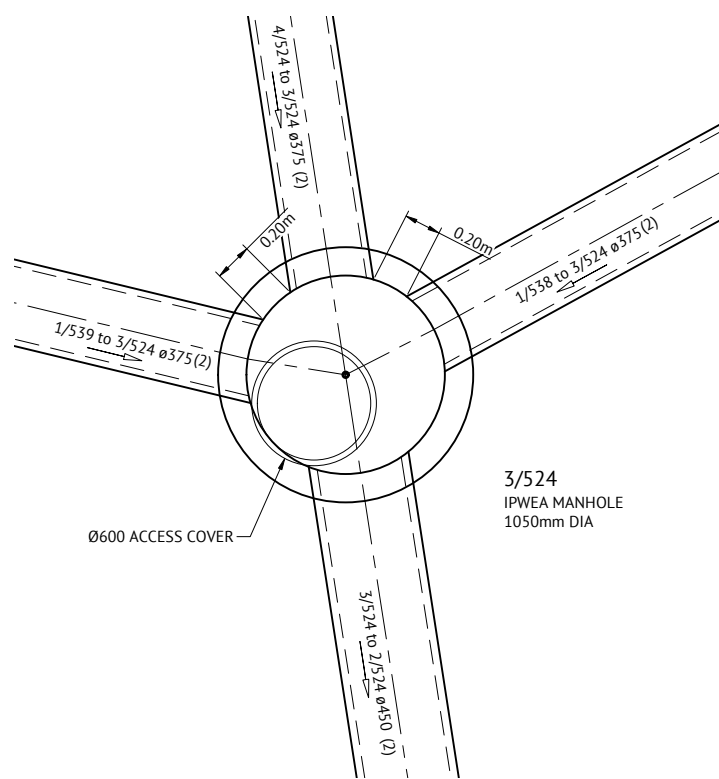 4/524 to 3/524 ø375 (2)
0.20m
0.20m
1/538 to 3/524 ø375(2)
1/539 to 3/524 ø375(2)
3/524
IPWEA MANHOLE
1050mm DIA
Ø600 ACCESS COVER
3/524 to 2/524 ø450 (2)